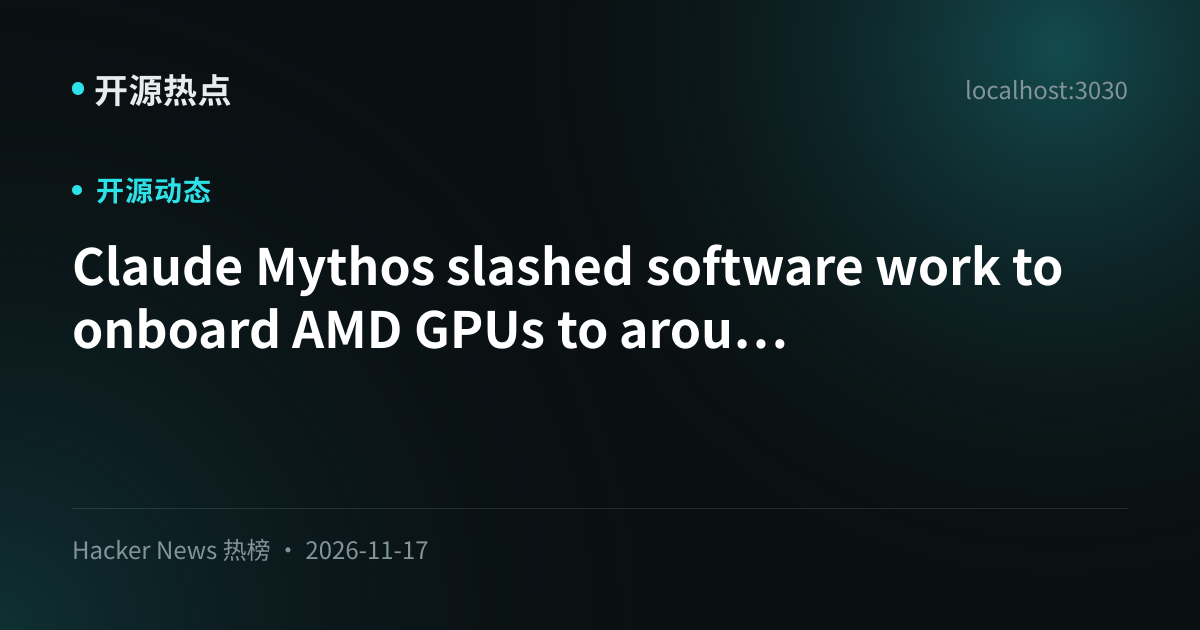 开源热点
localhost:3030
开源动态
Claude Mythos slashed software work to
onboard AMD GPUs to arou…
Hacker News 热榜 · 2026-11-17